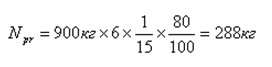 N_pr = 900кг × 6 × 1/15 × 80/100 = 288кг